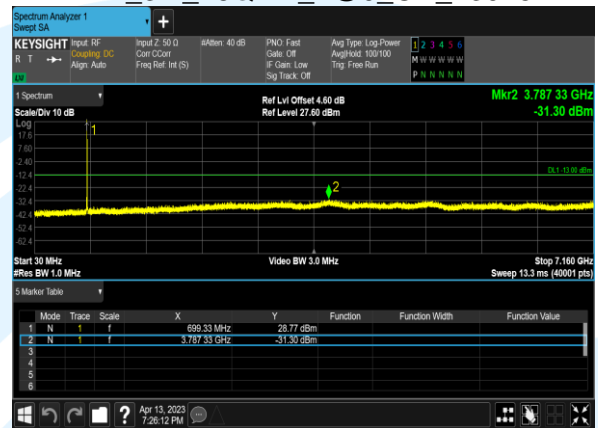 Spectrum Analyzer 1
Swept SA
KEYSIGHT
R T
LW
Input: RF
Coupling: DC
Align: Auto
Input Z: 50 Ω
Corr CCorr
Freq Ref: Int (S)
#Atten: 40 dB
PNO: Fast
Gate: Off
IF Gain: Low
Sig Track: Off
Avg Type: Log-Power
Avg|Hold: 100/100
Trig: Free Run
1 2 3 4 5 6
M W W W W W
P N N N N N
1 Spectrum
Scale/Div 10 dB
Ref Lvl Offset 4.60 dB
Ref Level 27.60 dBm
Mkr2 3.787 33 GHz
-31.30 dBm
Log
17.6
7.60
-2.40
-12.4
-22.4
-32.4
-42.4
-52.4
-62.4
1
2
DL1 -13.00 dBm
Start 30 MHz
#Res BW 1.0 MHz
Video BW 3.0 MHz
Stop 7.160 GHz
Sweep 13.3 ms (40001 pts)
5 Marker Table
Mode Trace Scale X Y Function Function Width Function Value
1 N 1 f 699.33 MHz 28.77 dBm
2 N 1 f 3.787 33 GHz -31.30 dBm
3
4
5
6
?
Apr 13, 2023
7:26:12 PM